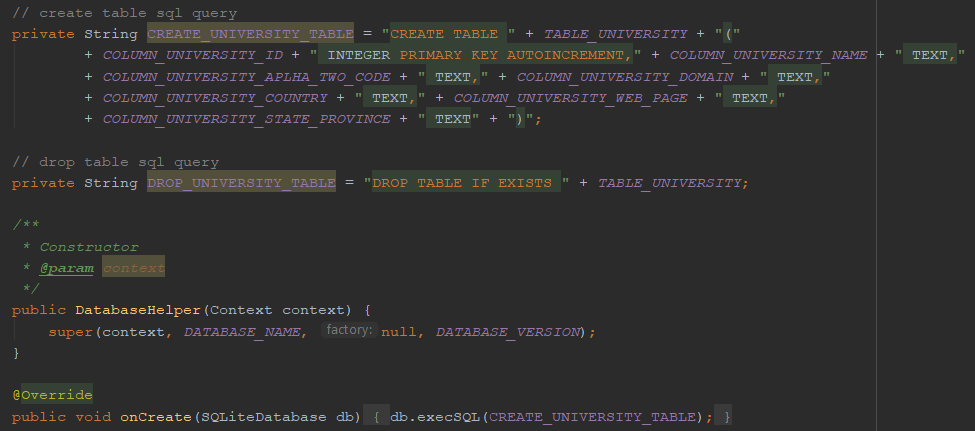 // create table sql query
private String CREATE_UNIVERSITY_TABLE = "CREATE TABLE " + TABLE_UNIVERSITY + "("
+ COLUMN_UNIVERSITY_ID + " INTEGER PRIMARY KEY AUTOINCREMENT," + COLUMN_UNIVERSITY_NAME + " TEXT,"
+ COLUMN_UNIVERSITY_APLHA_TWO_CODE + " TEXT," + COLUMN_UNIVERSITY_DOMAIN + " TEXT,"
+ COLUMN_UNIVERSITY_COUNTRY + " TEXT," + COLUMN_UNIVERSITY_WEB_PAGE + " TEXT,"
+ COLUMN_UNIVERSITY_STATE_PROVINCE + " TEXT" + ")";
// drop table sql query
private String DROP_UNIVERSITY_TABLE = "DROP TABLE IF EXISTS " + TABLE_UNIVERSITY;
/**
* Constructor
* @param context
*/
public DatabaseHelper(Context context) {
super(context, DATABASE_NAME, factory: null, DATABASE_VERSION);
}
@Override
public void onCreate(SQLiteDatabase db) { db.execSQL(CREATE_UNIVERSITY_TABLE); }